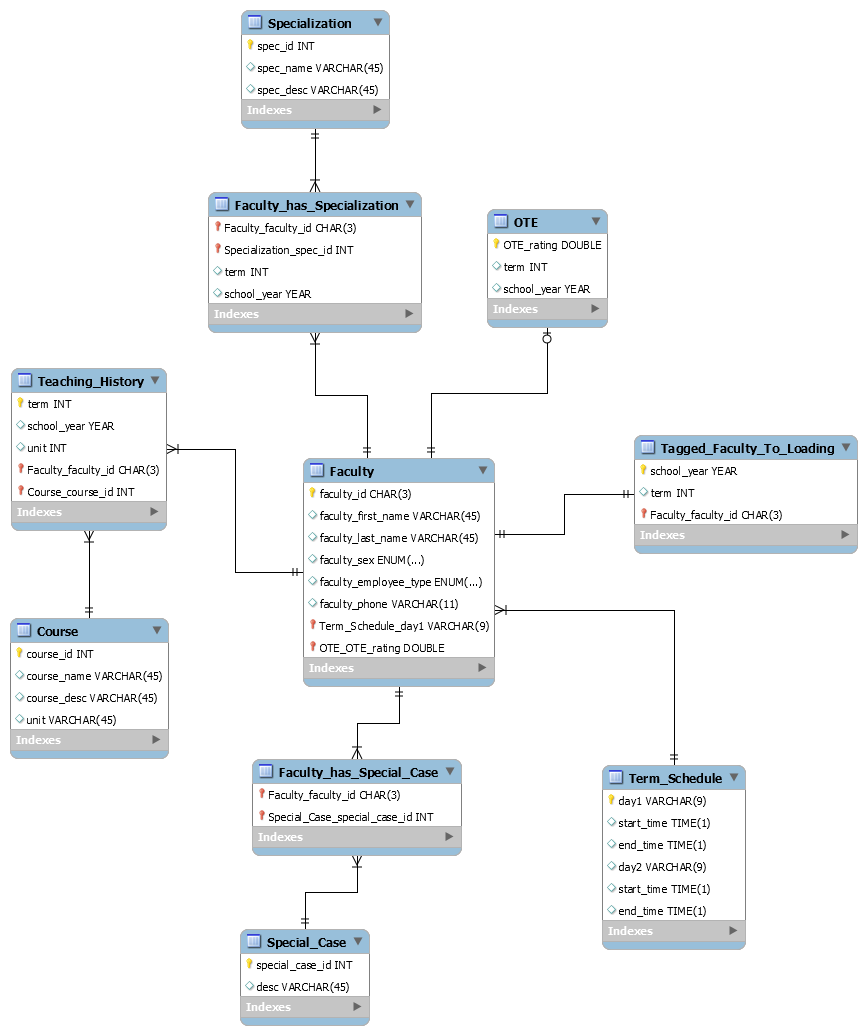 Specialization
spec_id INT
spec_name VARCHAR(45)
spec_desc VARCHAR(45)
Indexes
Faculty_has_Specialization
Faculty_faculty_id CHAR(3)
Specialization_spec_id INT
term INT
school_year YEAR
Indexes
OTE
OTE_rating DOUBLE
term INT
school_year YEAR
Indexes
Teaching_History
term INT
school_year YEAR
unit INT
Faculty_faculty_id CHAR(3)
Course_course_id INT
Indexes
Faculty
faculty_id CHAR(3)
faculty_first_name VARCHAR(45)
faculty_last_name VARCHAR(45)
faculty_sex ENUM(...)
faculty_employee_type ENUM(...)
faculty_phone VARCHAR(11)
Term_Schedule_day1 VARCHAR(9)
OTE_OTE_rating DOUBLE
Indexes
Tagged_Faculty_To_Loading
school_year YEAR
term INT
Faculty_faculty_id CHAR(3)
Indexes
Course
course_id INT
course_name VARCHAR(45)
course_desc VARCHAR(45)
unit VARCHAR(45)
Indexes
Faculty_has_Special_Case
Faculty_faculty_id CHAR(3)
Special_Case_special_case_id INT
Indexes
Term_Schedule
day1 VARCHAR(9)
start_time TIME(1)
end_time TIME(1)
day2 VARCHAR(9)
start_time TIME(1)
end_time TIME(1)
Indexes
Special_Case
special_case_id INT
desc VARCHAR(45)
Indexes